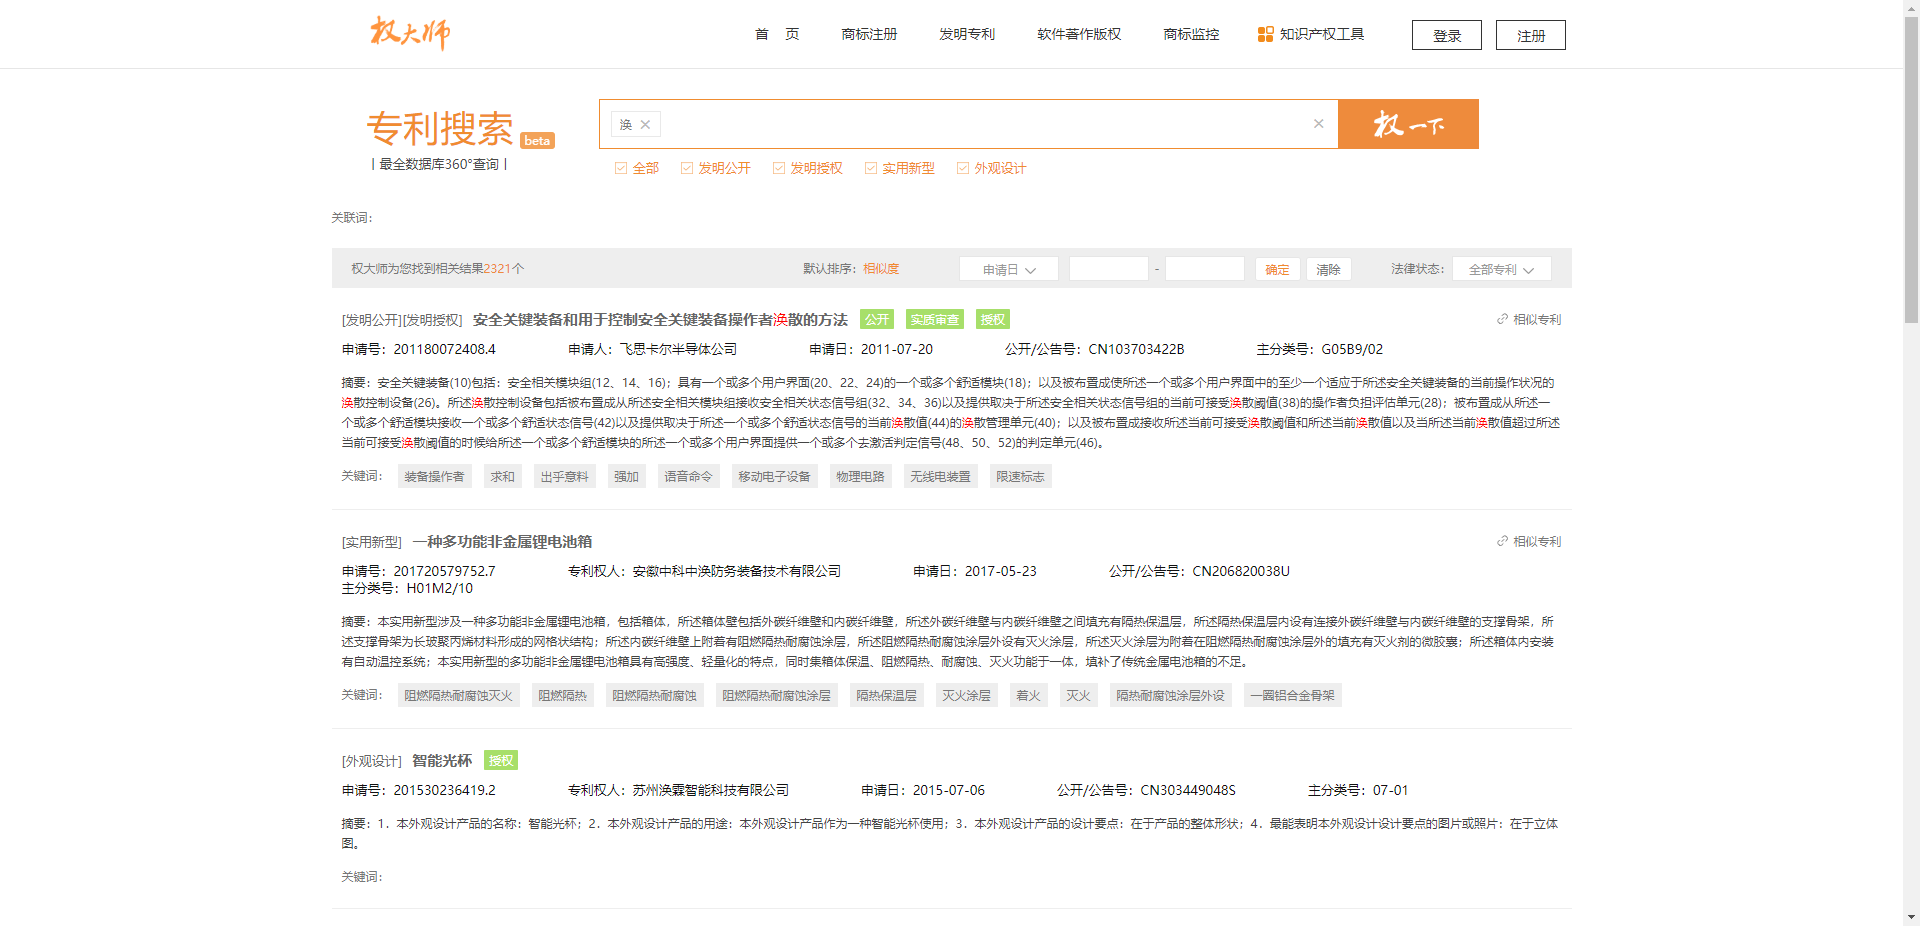 权大师
首 页 商标注册 发明专利 软件著作版权 商标监控 知识产权工具 登录 注册
专利搜索 beta
| 最全数据库360°查询 |
涣 × × 权一下
全部 发明公开 发明授权 实用新型 外观设计
关联词：
权大师为您找到相关结果2321个 默认排序：相似度 申请日 - 确定 清除 法律状态： 全部专利
[发明公开][发明授权] 安全关键装备和用于控制安全关键装备操作者涣散的方法 公开 实质审查 授权 相似专利
申请号：201180072408.4 申请人：飞思卡尔半导体公司 申请日：2011-07-20 公开/公告号：CN103703422B 主分类号：G05B9/02
摘要：安全关键装备(10)包括：安全相关模块组(12、14、16)；具有一个或多个用户界面(20、22、24)的一个或多个舒适模块(18)；以及被布置成使所述一个或多个用户界面中的至少一个适应于所述安全关键装备的当前操作状况的
涣散控制设备(26)。所述涣散控制设备包括被布置成从所述安全相关模块组接收安全相关状态信号组(32、34、36)以及提供取决于所述安全相关状态信号组的当前可接受涣散阈值(38)的操作者负担评估单元(28)；被布置成从所述一
个或多个舒适模块接收一个或多个舒适状态信号(42)以及提供取决于所述一个或多个舒适状态信号的当前涣散值(44)的涣散管理单元(40)；以及被布置成接收所述当前可接受涣散阈值和所述当前涣散值以及当所述当前涣散值超过所述
当前可接受涣散阈值的时候给所述一个或多个舒适模块的所述一个或多个用户界面提供一个或多个去激活判定信号(48、50、52)的判定单元(46)。
关键词： 装备操作者 求和 出乎意料 强加 语音命令 移动电子设备 物理电路 无线电装置 限速标志
[实用新型] 一种多功能非金属锂电池箱 相似专利
申请号：201720579752.7 专利权人：安徽中科中涣防务装备技术有限公司 申请日：2017-05-23 公开/公告号：CN206820038U
主分类号：H01M2/10
摘要：本实用新型涉及一种多功能非金属锂电池箱，包括箱体，所述箱体壁包括外碳纤维壁和内碳纤维壁，所述外碳纤维壁与内碳纤维壁之间填充有隔热保温层，所述隔热保温层内设有连接外碳纤维壁与内碳纤维壁的支撑骨架，所
述支撑骨架为长玻聚丙烯材料形成的网格状结构；所述内碳纤维壁上附着有阻燃隔热耐腐蚀涂层，所述阻燃隔热耐腐蚀涂层外设有灭火涂层，所述灭火涂层为附着在阻燃隔热耐腐蚀涂层外的填充有灭火剂的微胶囊；所述箱体内安装
有自动温控系统；本实用新型的多功能非金属锂电池箱具有高强度、轻量化的特点，同时集箱体保温、阻燃隔热、耐腐蚀、灭火功能于一体，填补了传统金属电池箱的不足。
关键词： 阻燃隔热耐腐蚀灭火 阻燃隔热 阻燃隔热耐腐蚀 阻燃隔热耐腐蚀涂层 隔热保温层 灭火涂层 着火 灭火 隔热耐腐蚀涂层外设 一圈铝合金骨架
[外观设计] 智能光杯 授权
申请号：201530236419.2 专利权人：苏州涣霖智能科技有限公司 申请日：2015-07-06 公开/公告号：CN303449048S 主分类号：07-01
摘要：1．本外观设计产品的名称：智能光杯；2．本外观设计产品的用途：本外观设计产品作为一种智能光杯使用；3．本外观设计产品的设计要点：在于产品的整体形状；4．最能表明本外观设计设计要点的图片或照片：在于立体
图。
关键词：